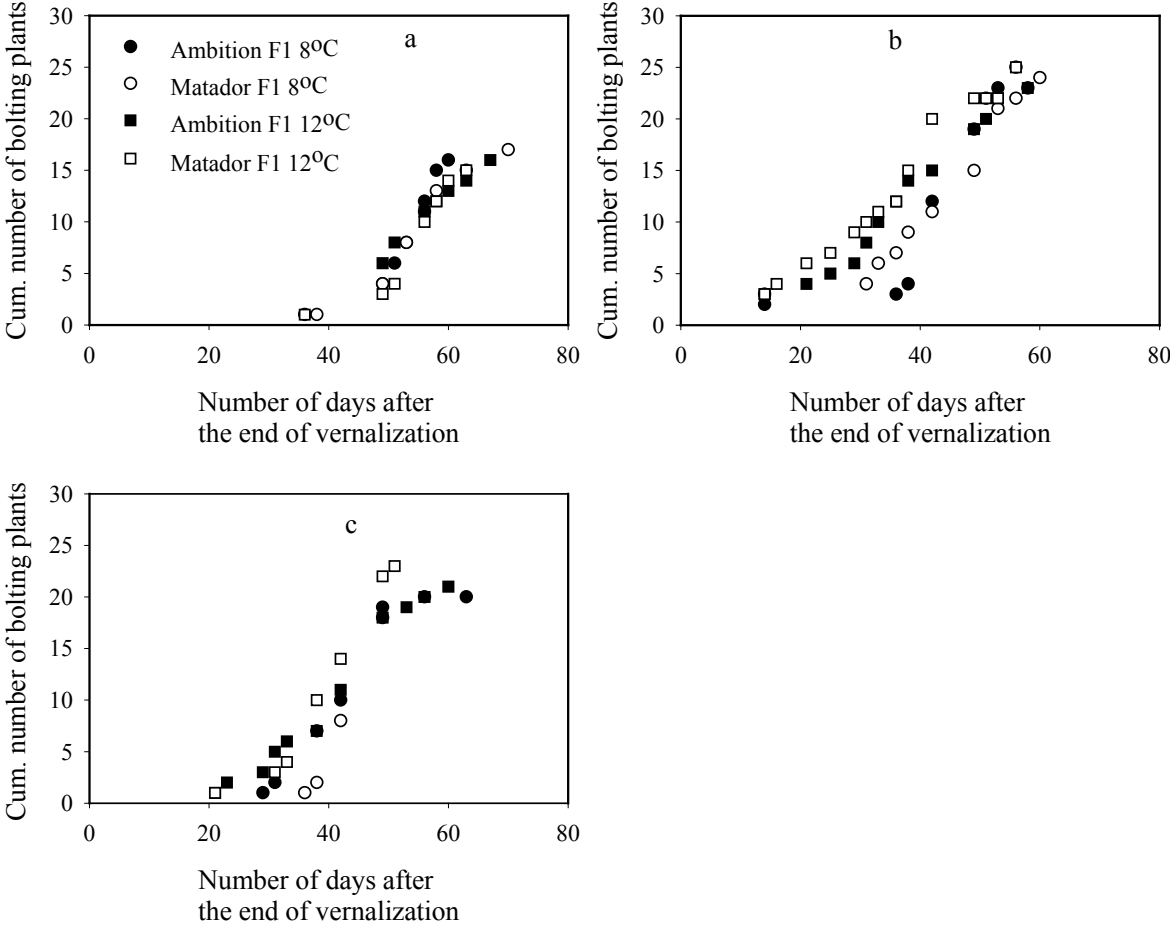 Cum. number of bolting plants
30
25
20
15
10
5
0
a
Ambition F1 8°C
Matador F1 8°C
Ambition F1 12°C
Matador F1 12°C
0 20 40 60 80
Number of days after
the end of vernalization
Cum. number of bolting plants
30
25
20
15
10
5
0
b
0 20 40 60 80
Number of days after
the end of vernalization
Cum. number of bolting plants
30
25
20
15
10
5
0
c
0 20 40 60 80
Number of days after
the end of vernalization